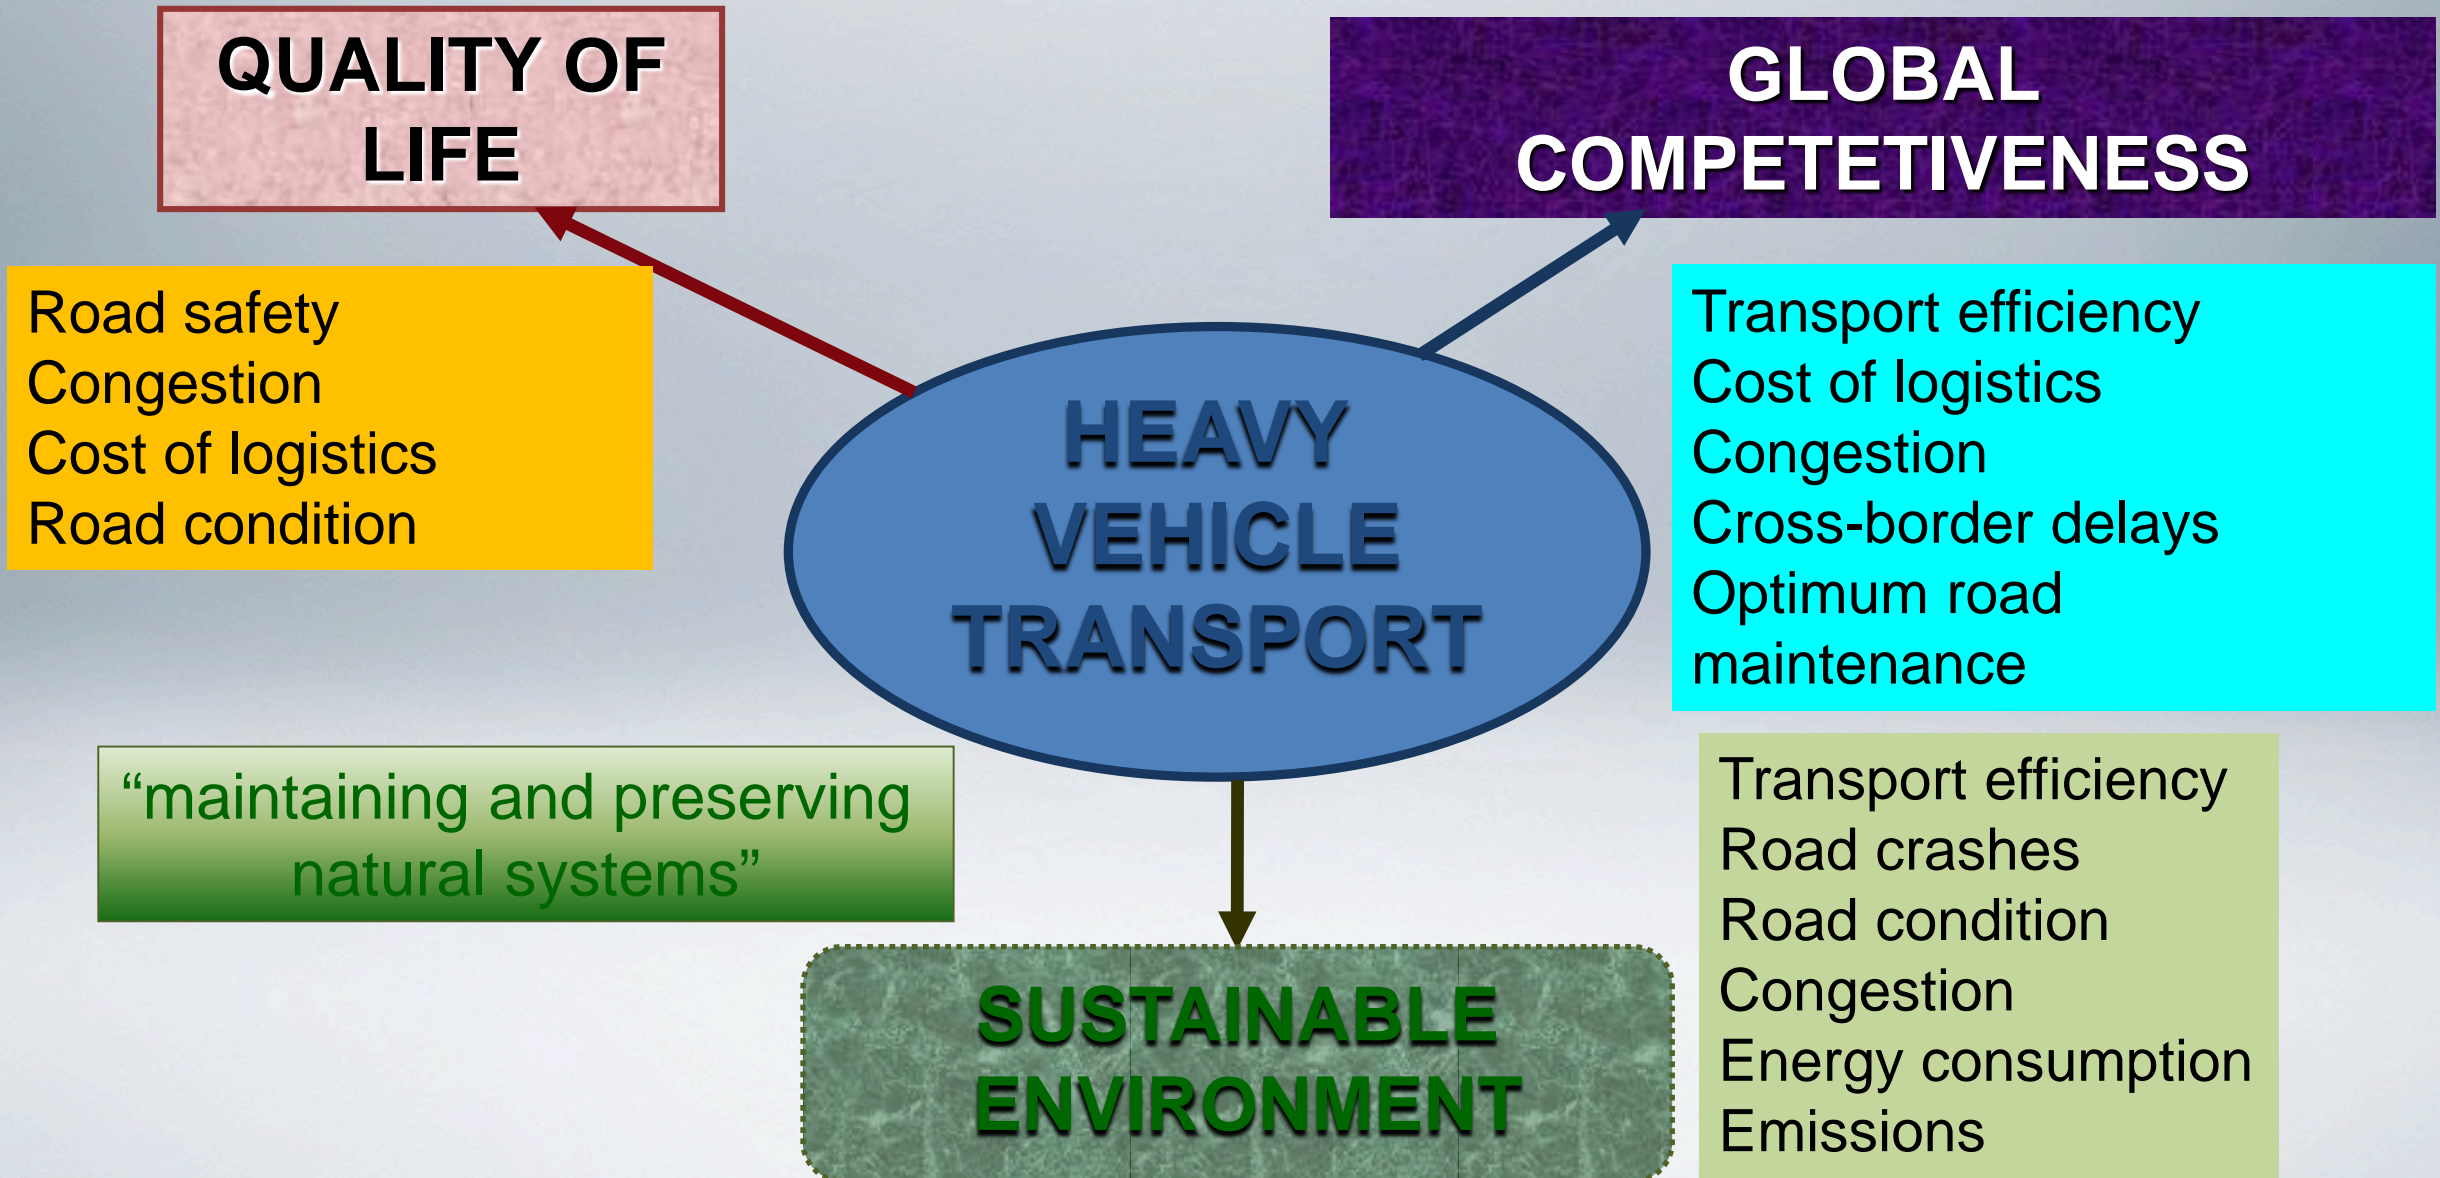 QUALITY OF
LIFE
GLOBAL
COMPETETIVENESS
Road safety
Congestion
Cost of logistics
Road condition
HEAVY
VEHICLE
TRANSPORT
Transport efficiency
Cost of logistics
Congestion
Cross-border delays
Optimum road
maintenance
“maintaining and preserving
natural systems”
SUSTAINABLE
ENVIRONMENT
Transport efficiency
Road crashes
Road condition
Congestion
Energy consumption
Emissions